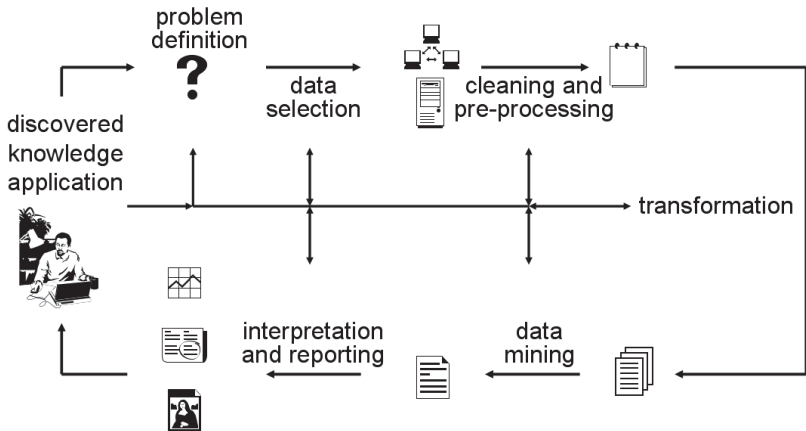 problem
definition
?
data
selection
cleaning and
pre-processing
discovered
knowledge
application
transformation
interpretation
and reporting
data
mining